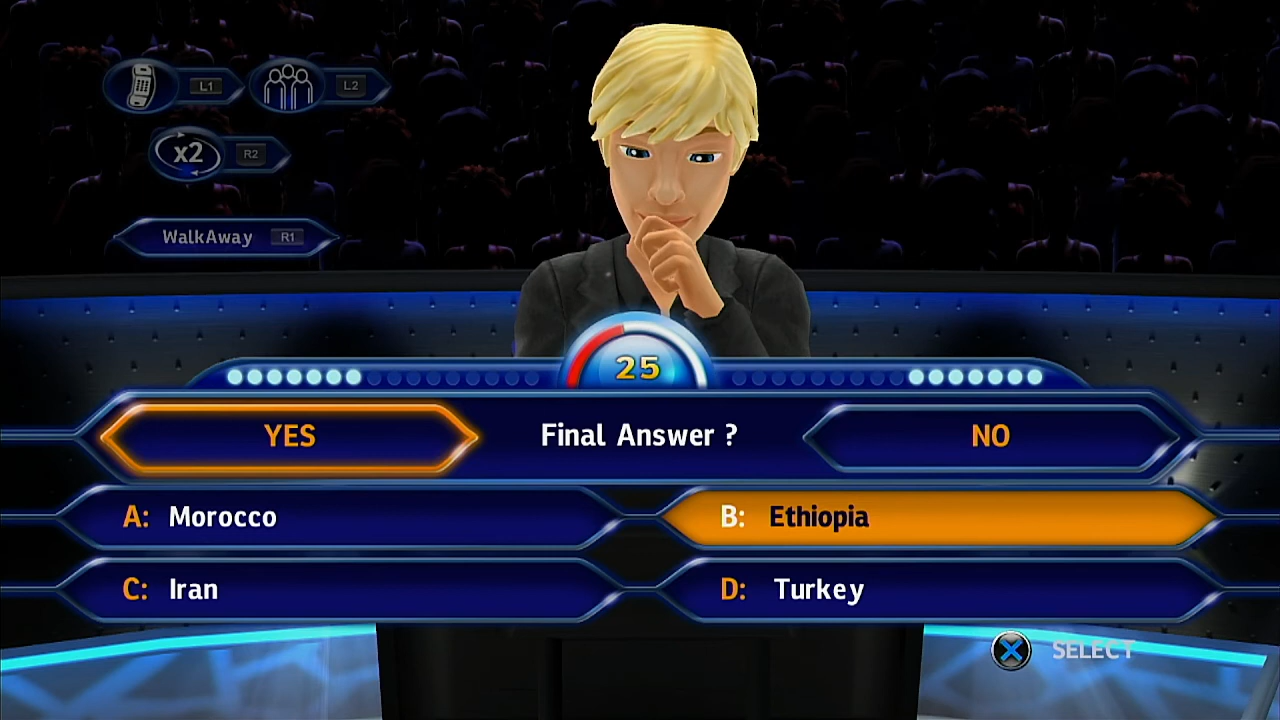 L1
L2
x2
R2
WalkAway R1
25
YES Final Answer ? NO
A: Morocco
B: Ethiopia
C: Iran
D: Turkey
SELECT